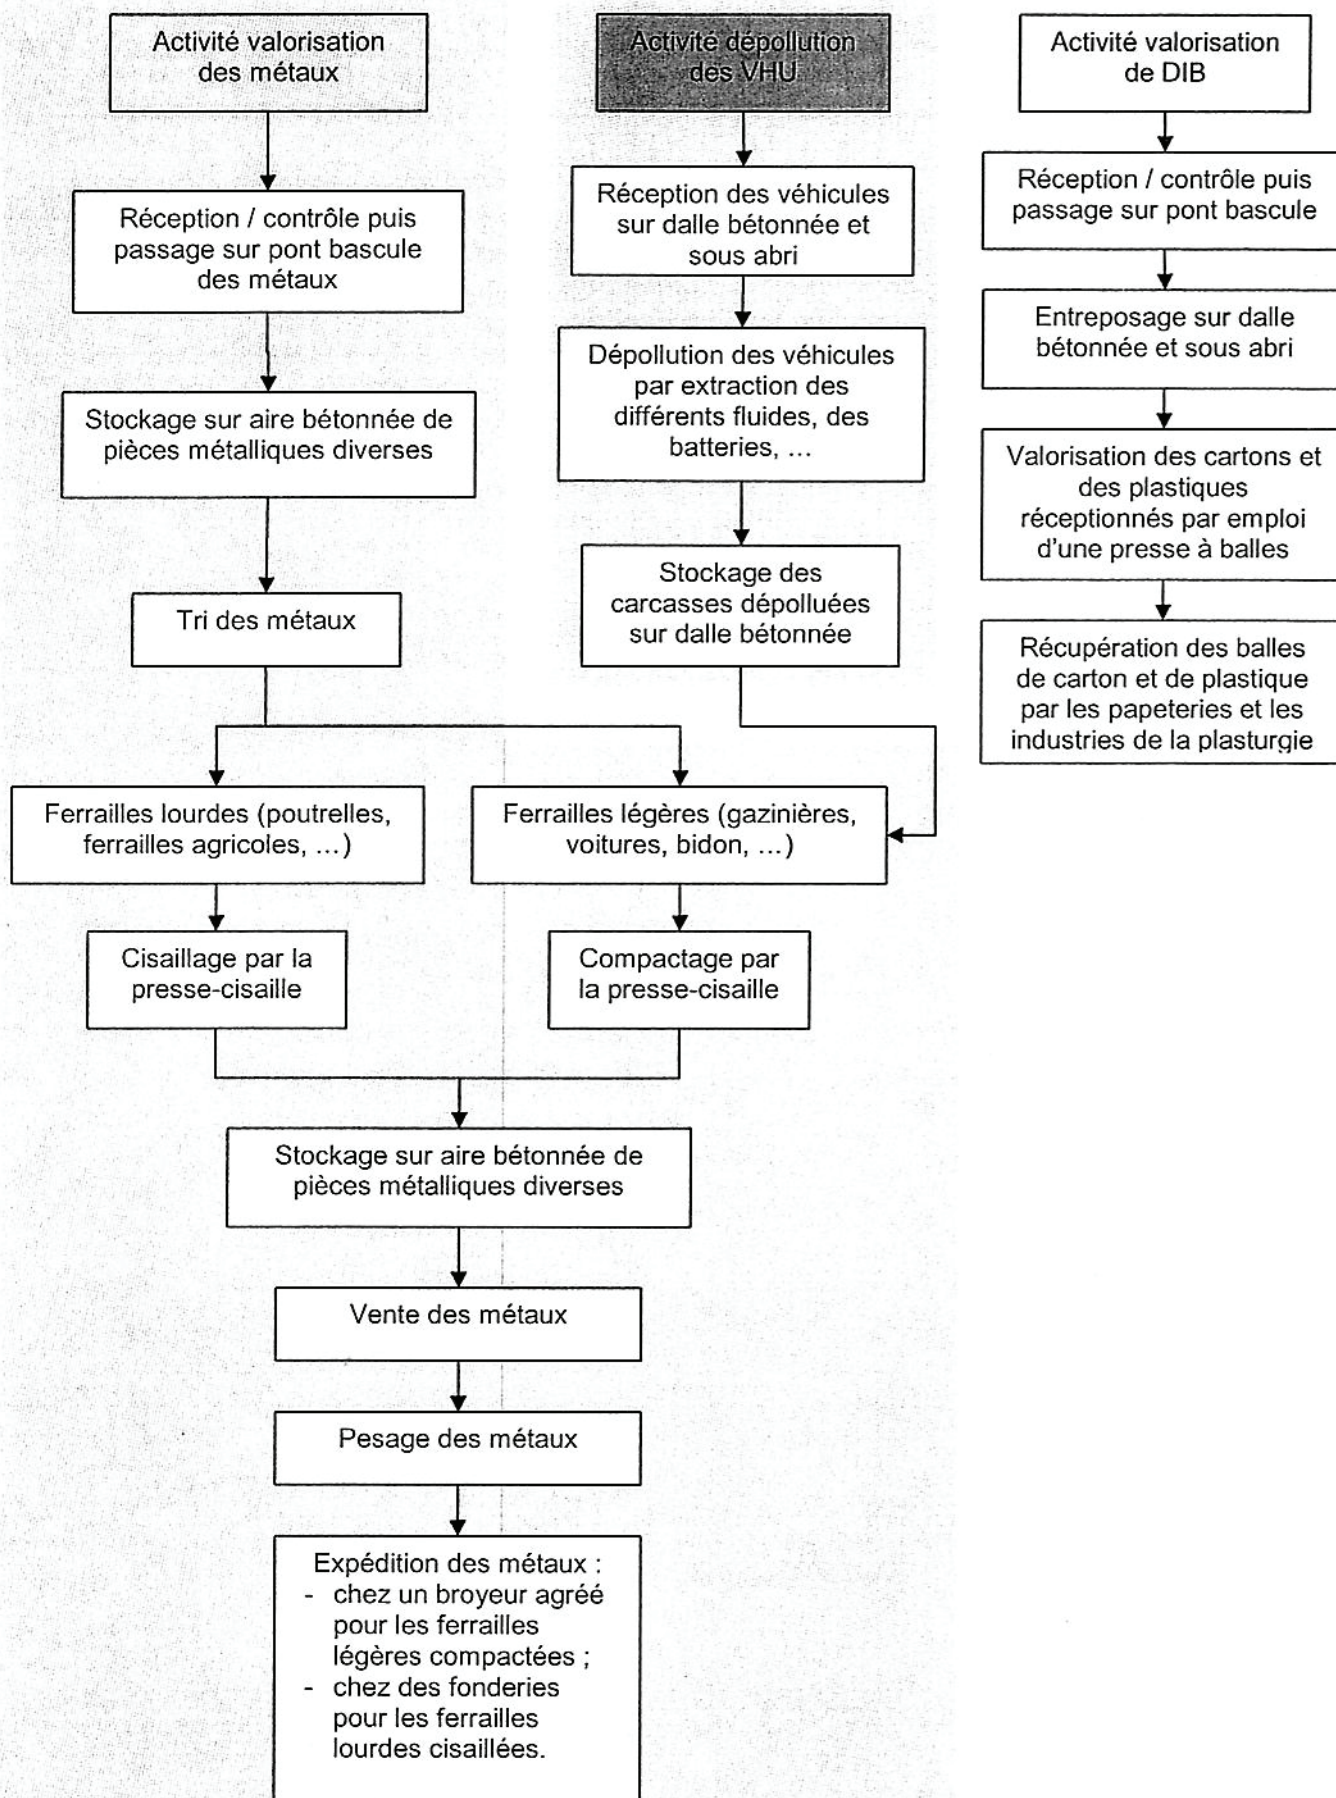 Activité valorisation
des métaux
Activité dépollution
des VHU
Activité valorisation
de DIB
Réception / contrôle puis
passage sur pont bascule
des métaux
Réception des véhicules
sur dalle bétonnée et
sous abri
Réception / contrôle puis
passage sur pont bascule
Stockage sur aire bétonnée de
pièces métalliques diverses
Dépollution des véhicules
par extraction des
différents fluides, des
batteries, ...
Entreposage sur dalle
bétonnée et sous abri
Tri des métaux
Stockage des
carcasses dépolluées
sur dalle bétonnée
Valorisation des cartons et
des plastiques
réceptionnés par emploi
d'une presse à balles
Récupération des balles
de carton et de plastique
par les papeteries et les
industries de la plasturgie
Ferrailles lourdes (poutrelles,
ferrailles agricoles, ...)
Ferrailles légères (gazinières,
voitures, bidon, ...)
Cisaillage par la
presse-cisaille
Compactage par
la presse-cisaille
Stockage sur aire bétonnée de
pièces métalliques diverses
Vente des métaux
Pesage des métaux
Expédition des métaux :
- chez un broyeur agréé
pour les ferrailles
légères compactées ;
- chez des fonderies
pour les ferrailles
lourdes cisaillées.